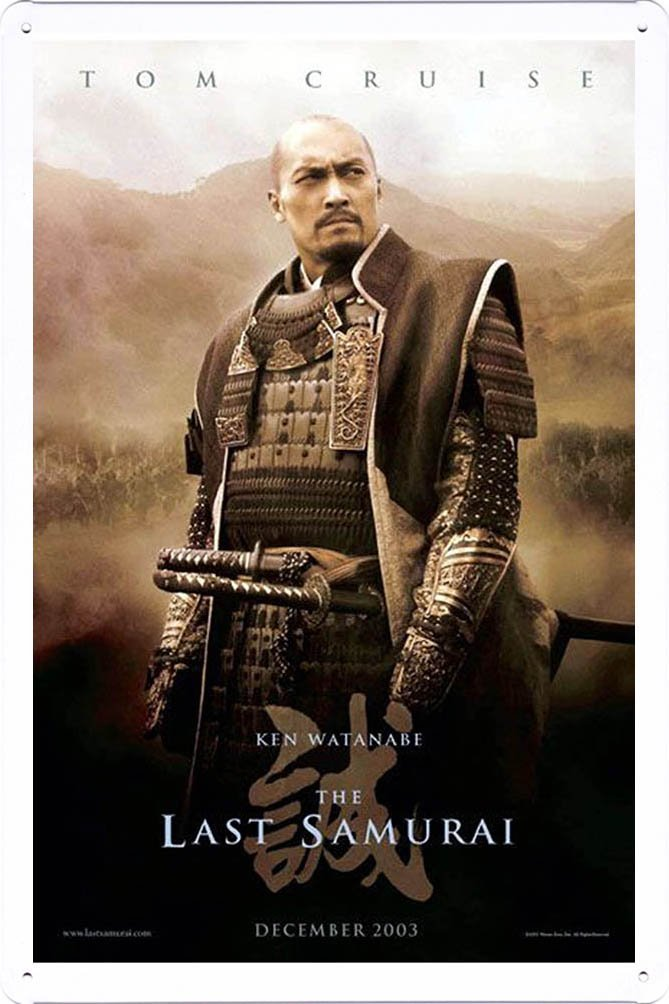 TOM CRUISE
KEN WATANABE
誠
THE
LAST SAMURAI
DECEMBER 2003
www.lastsamurai.com